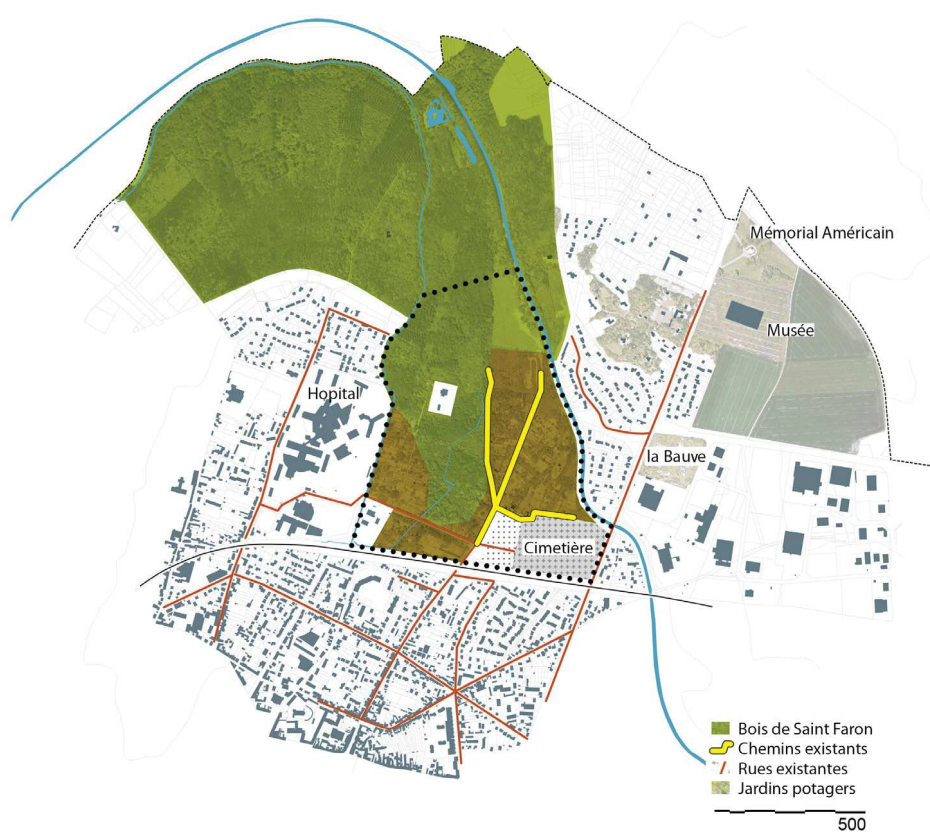 Mémorial Américain
Musée
Hopital
la Bauve
Cimetière
Bois de Saint Faron
Chemins existants
Rues existantes
Jardins potagers
500